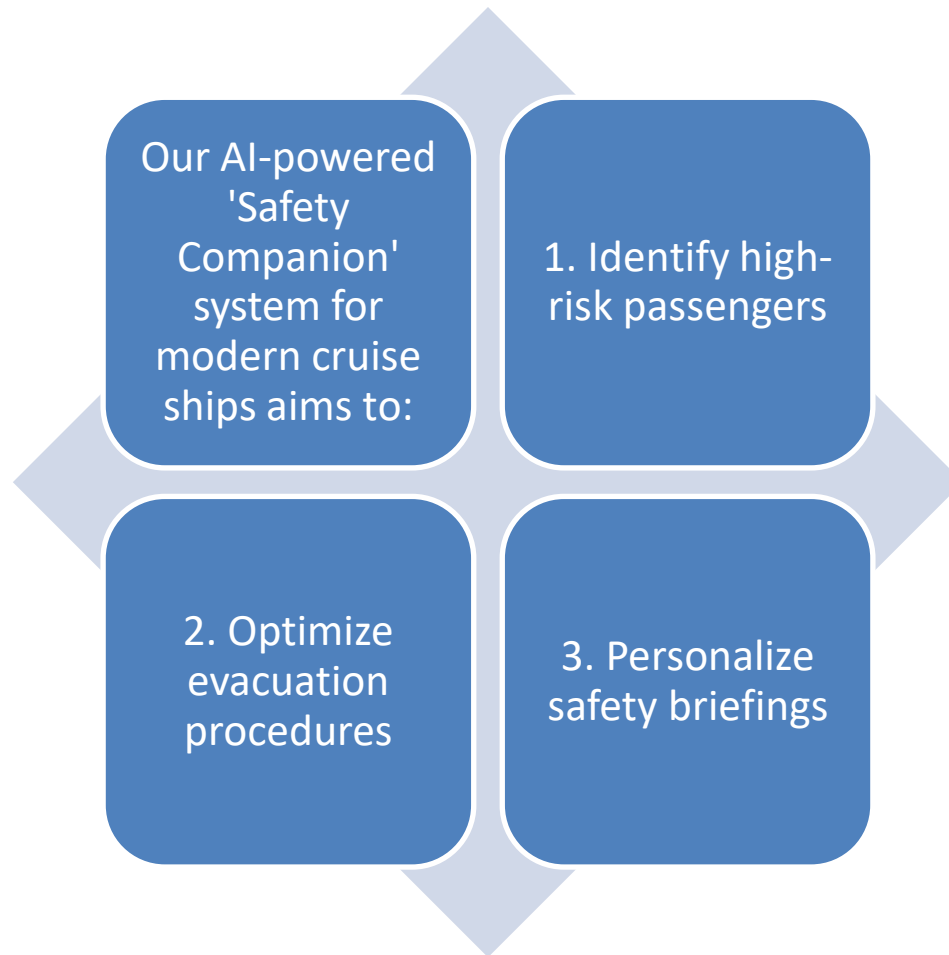 Our AI-powered
'Safety
Companion'
system for
modern cruise
ships aims to:
1. Identify high-
risk passengers
2. Optimize
evacuation
procedures
3. Personalize
safety briefings